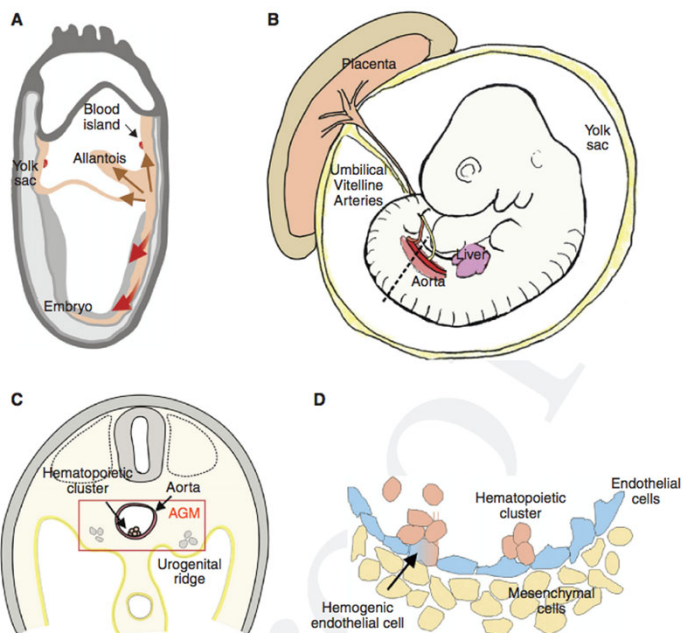 A
Blood
island
Allantois
Yolk
sac
Embryo
B
Placenta
Yolk
sac
Umbilical
Vitelline
Arteries
Liver
Aorta
C
Hematopoietic
cluster
Aorta
AGM
Urogenital
ridge
D
Endothelial
cells
Hematopoietic
cluster
Mesenchymal
cells
Hemogenic
endothelial cell